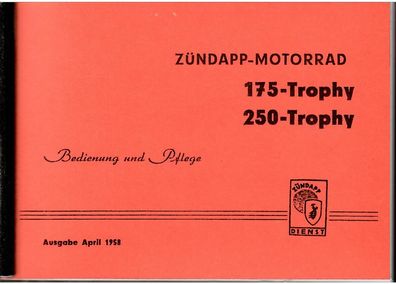 ZÜNDAPP-MOTORRAD
175-Trophy
250-Trophy
Bedienung und Pflege
ZÜNDAPP
DIENST
Ausgabe April 1958